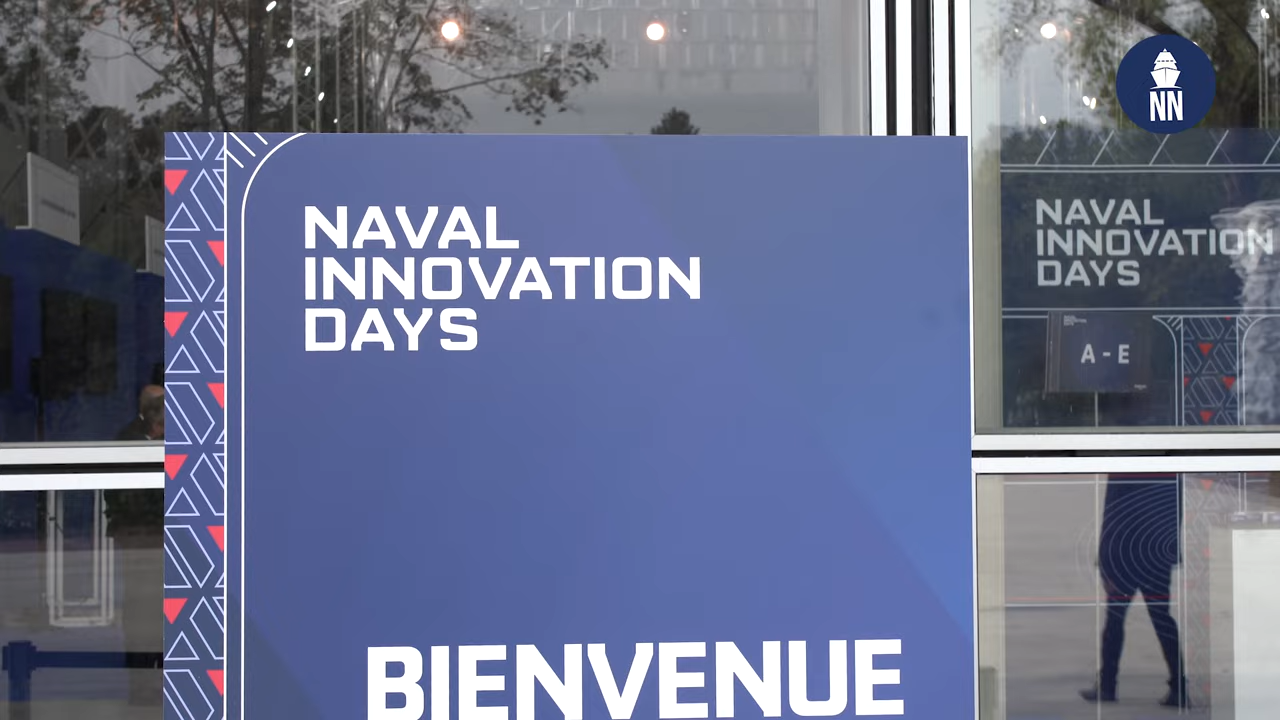 NAVAL
INNOVATION
DAYS
BIENVENUE
NN
NAVAL
INNOVATION
DAYS
A - E